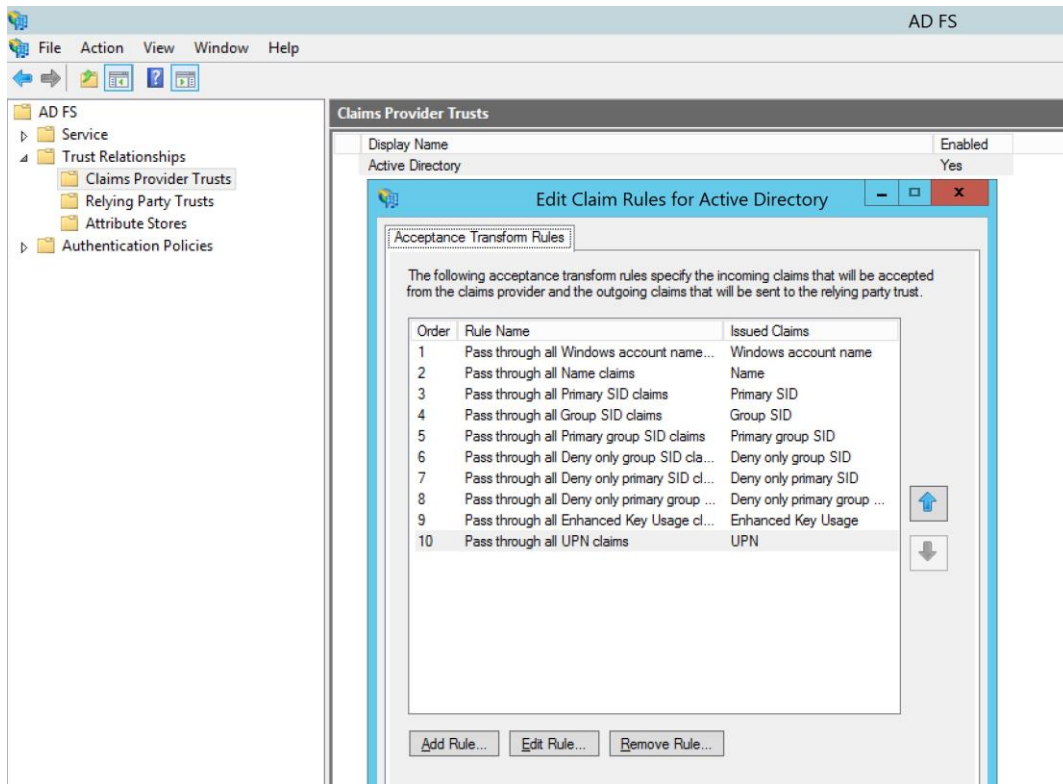 AD FS
File Action View Window Help
AD FS
Service
Trust Relationships
Claims Provider Trusts
Relying Party Trusts
Attribute Stores
Authentication Policies
Claims Provider Trusts
Display Name Enabled
Active Directory Yes
Edit Claim Rules for Active Directory
Acceptance Transform Rules
The following acceptance transform rules specify the incoming claims that will be accepted
from the claims provider and the outgoing claims that will be sent to the relying party trust.
Order Rule Name Issued Claims
1 Pass through all Windows account name... Windows account name
2 Pass through all Name claims Name
3 Pass through all Primary SID claims Primary SID
4 Pass through all Group SID claims Group SID
5 Pass through all Primary group SID claims Primary group SID
6 Pass through all Deny only group SID cla... Deny only group SID
7 Pass through all Deny only primary SID cl... Deny only primary SID
8 Pass through all Deny only primary group ... Deny only primary group ...
9 Pass through all Enhanced Key Usage cl... Enhanced Key Usage
10 Pass through all UPN claims UPN
Add Rule... Edit Rule... Remove Rule...